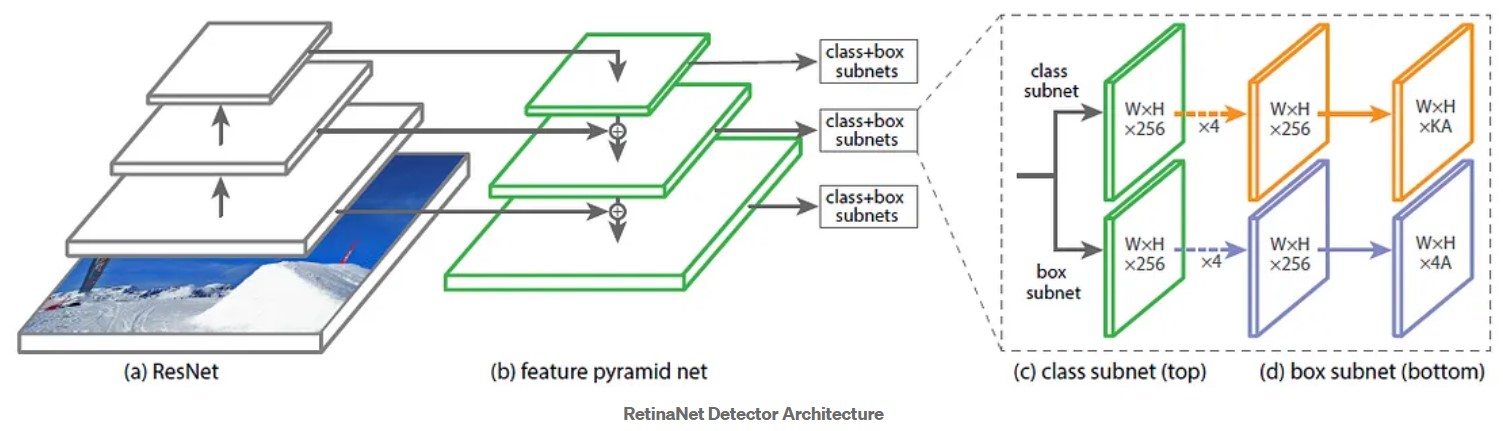 class+box
subnets
class+box
subnets
class+box
subnets
class
subnet
W×H
×256
×4
W×H
×256
W×H
×KA
box
subnet
W×H
×256
×4
W×H
×256
W×H
×4A
(a) ResNet
(b) feature pyramid net
(c) class subnet (top)
(d) box subnet (bottom)
RetinaNet Detector Architecture